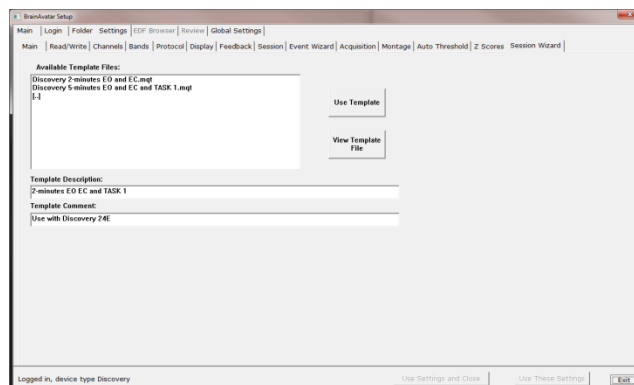 BrainAvatar Setup
Main Login Folder Settings EDF Browser Review Global Settings
Main Read/Write Channels Bands Protocol Display Feedback Session Event Wizard Acquisition Montage Auto Threshold Z Scores Session Wizard
Available Template Files:
Discovery 2-minutes EO and EC.mqt
Discovery 5-minutes EO and EC and TASK 1.mqt
[..]
Use Template
View Template
File
Template Description:
2-minutes EO EC and TASK 1
Template Comment:
Use with Discovery 24E
Logged in, device type Discovery Use Settings and Close Use These Settings Exit